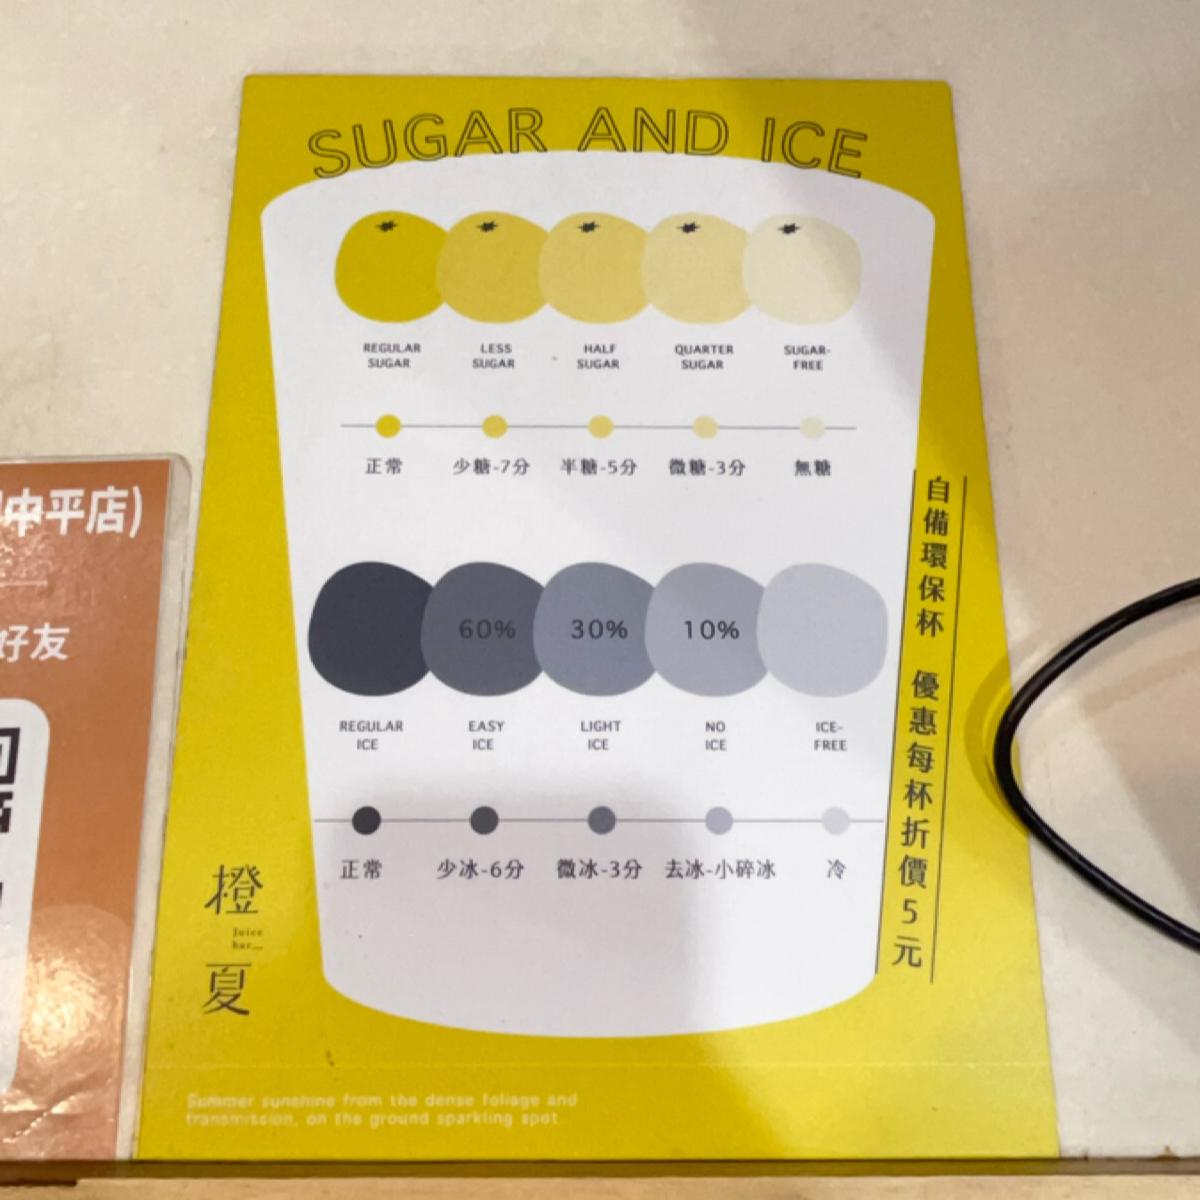 SUGAR AND ICE
REGULAR SUGAR
LESS SUGAR
HALF SUGAR
QUARTER SUGAR
SUGAR-FREE
正常
少糖-7分
半糖-5分
微糖-3分
無糖
60%
30%
10%
REGULAR ICE
EASY ICE
LIGHT ICE
NO ICE
ICE-FREE
正常
少冰-6分
微冰-3分
去冰-小碎冰
冷
自備環保杯 優惠每杯折價5元
橙夏
Juice
bar__
Summer sunshine from the dense foliage and
transmission, on the ground sparkling spot.
中平店)
好友